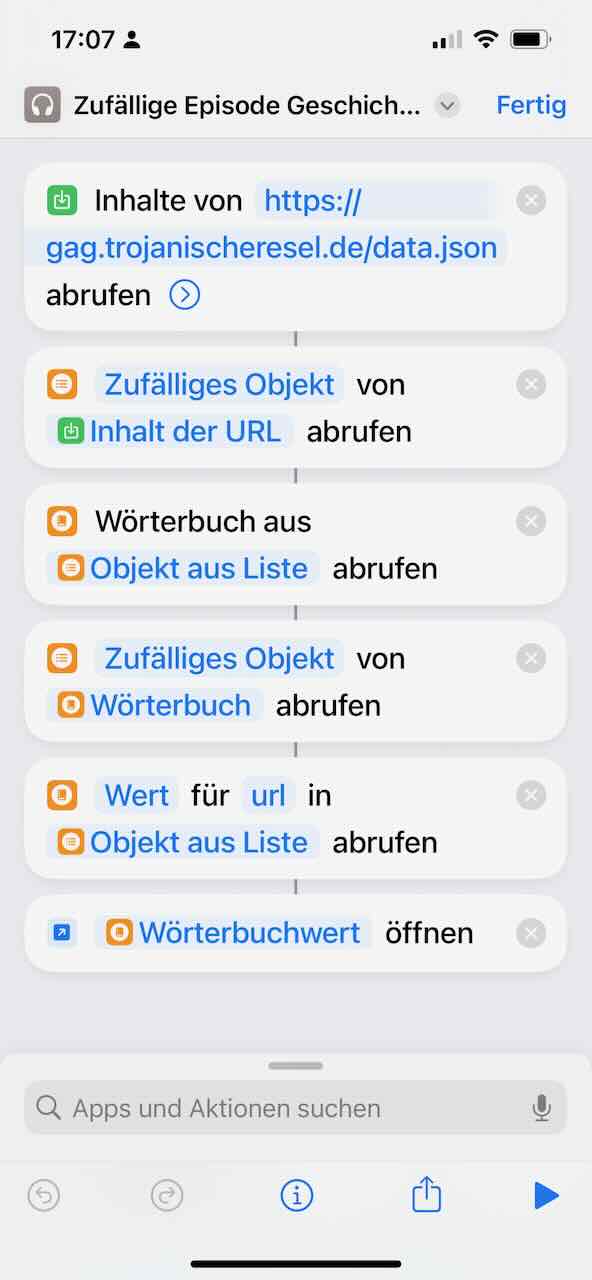 17:07
Zufällige Episode Geschich...
Fertig
Inhalte von https://
gag.trojanischeresel.de/data.json
abrufen
Zufälliges Objekt von
Inhalt der URL abrufen
Wörterbuch aus
Objekt aus Liste abrufen
Zufälliges Objekt von
Wörterbuch abrufen
Wert für url in
Objekt aus Liste abrufen
Wörterbuchwert öffnen
Apps und Aktionen suchen